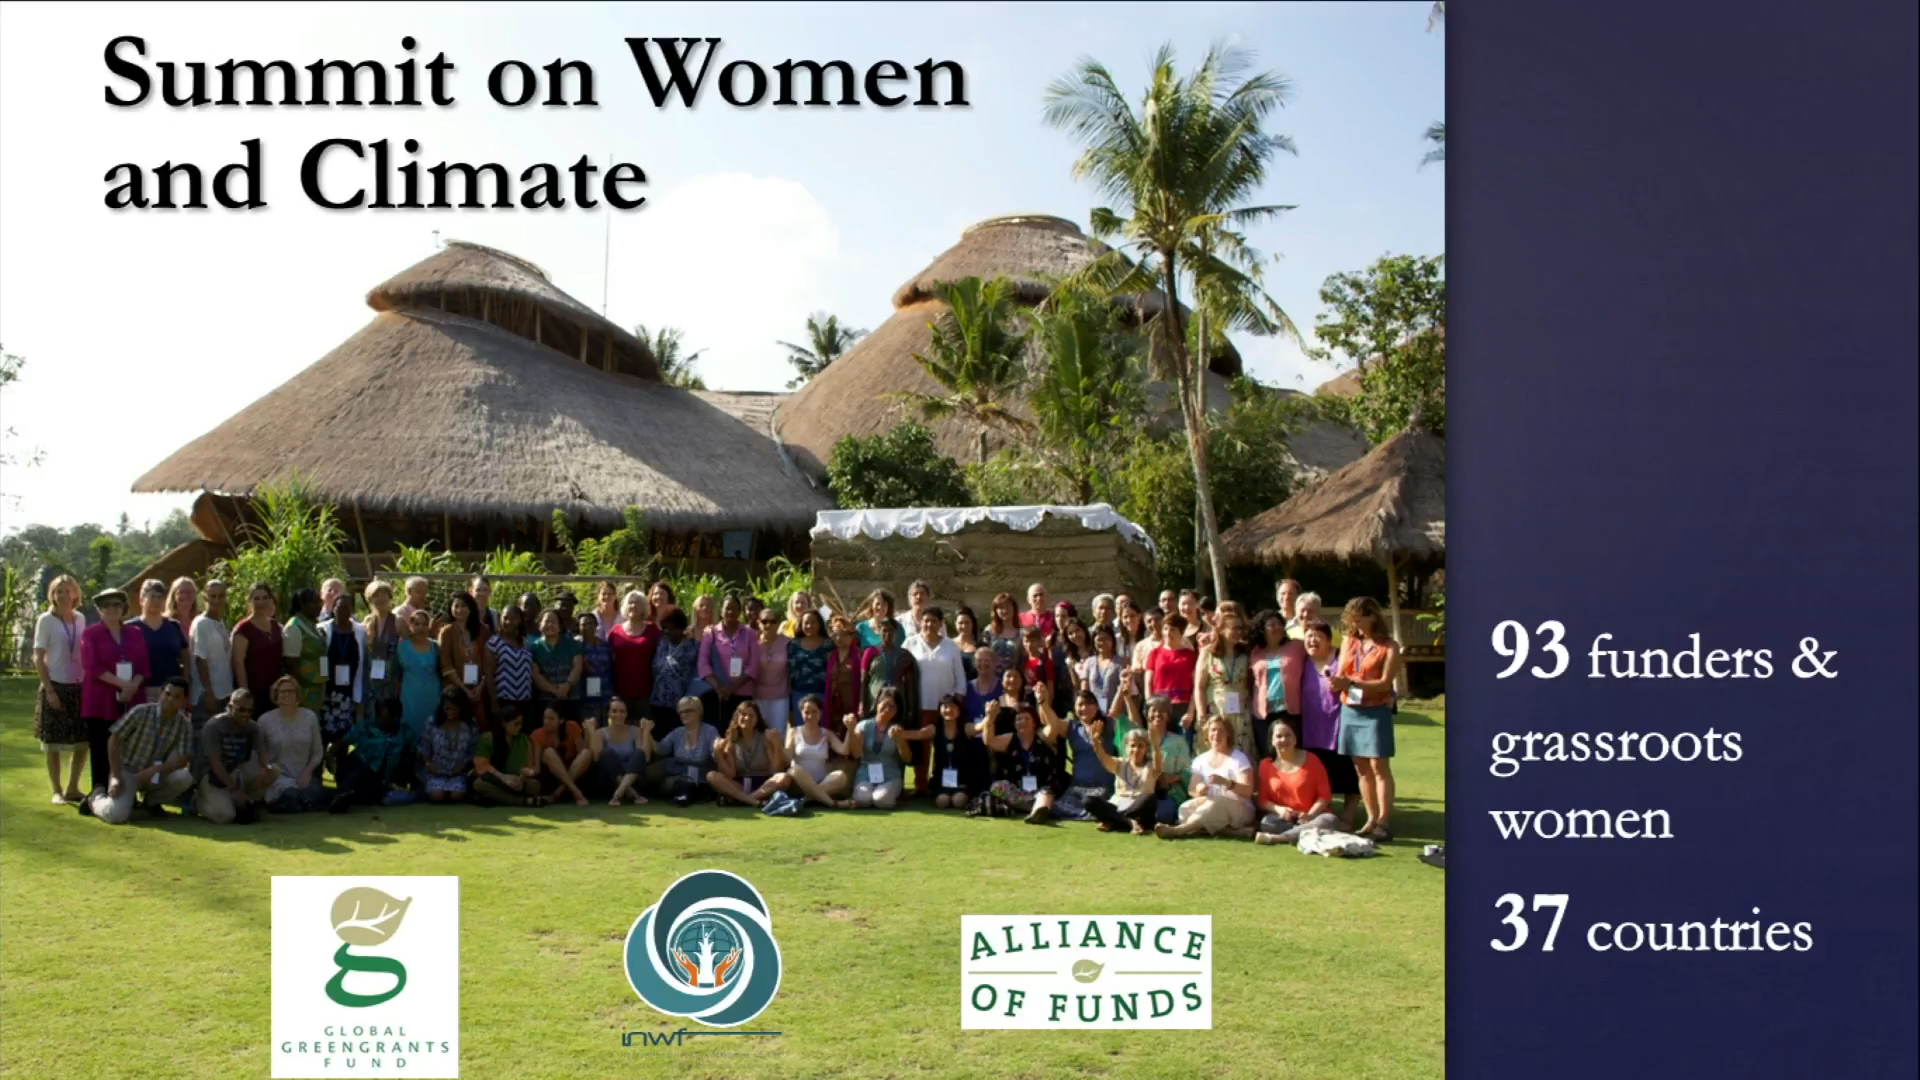 Summit on Women
and Climate
93 funders &
grassroots
women
37 countries
GLOBAL
GREENGRANTS
FUND
inwf
ALLIANCE
OF FUNDS